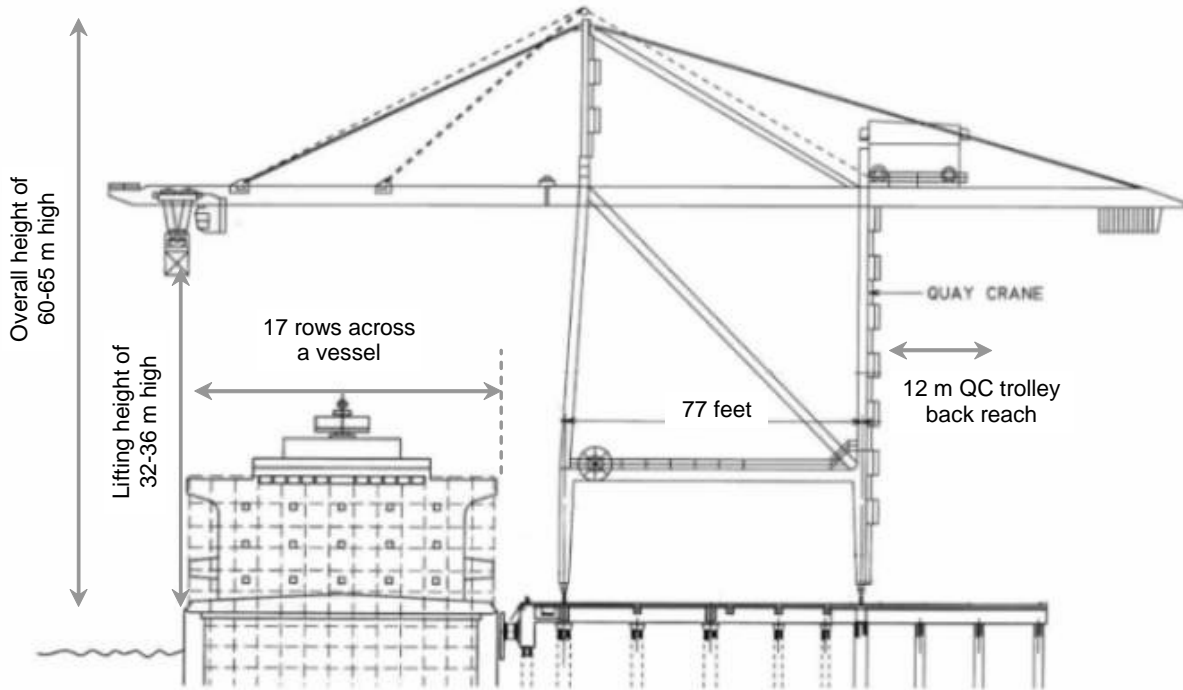 Overall height of
60-65 m high
Lifting height of
32-36 m high
17 rows across
a vessel
77 feet
QUAY CRANE
12 m QC trolley
back reach